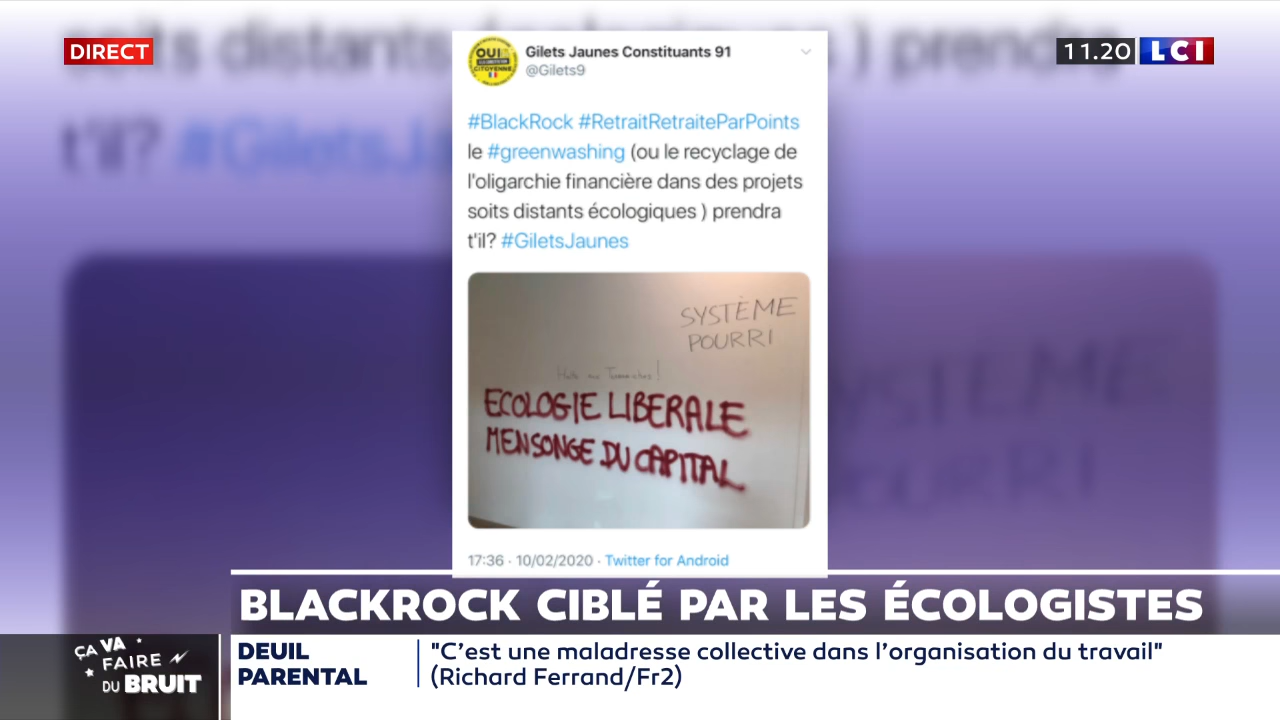 DIRECT
11.20 LCI
OUI
CITOYENNE
Gilets Jaunes Constituants 91
@Gilets9
#BlackRock #RetraitRetraiteParPoints
le #greenwashing (ou le recyclage de
l'oligarchie financière dans des projets
soits distants écologiques ) prendra
t'il? #GiletsJaunes
SYSTÈME
POURRI
ECOLOGIE LIBERALE
MENSONGE DU CAPITAL
17:36 · 10/02/2020 · Twitter for Android
BLACKROCK CIBLÉ PAR LES ÉCOLOGISTES
ÇA VA
FAIRE
DU BRUIT
DEUIL
PARENTAL
"C'est une maladresse collective dans l'organisation du travail"
(Richard Ferrand/Fr2)